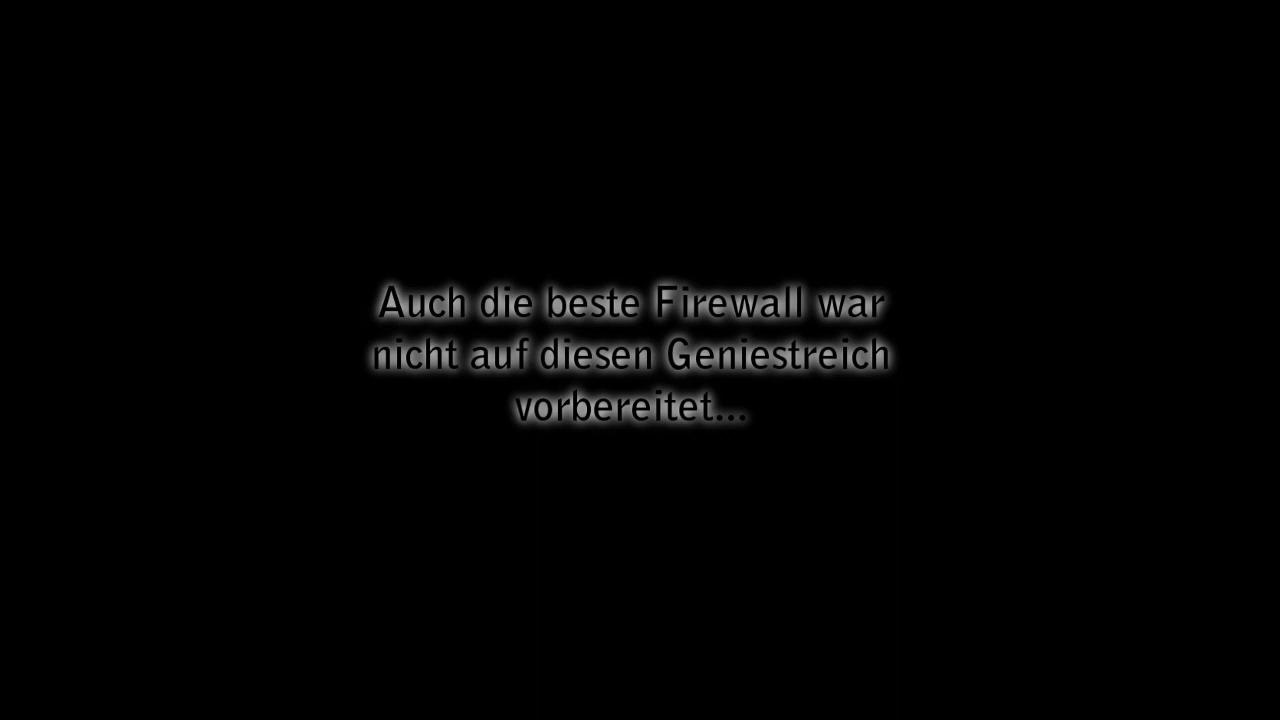 Auch die beste Firewall war
nicht auf diesen Geniestreich
vorbereitet...